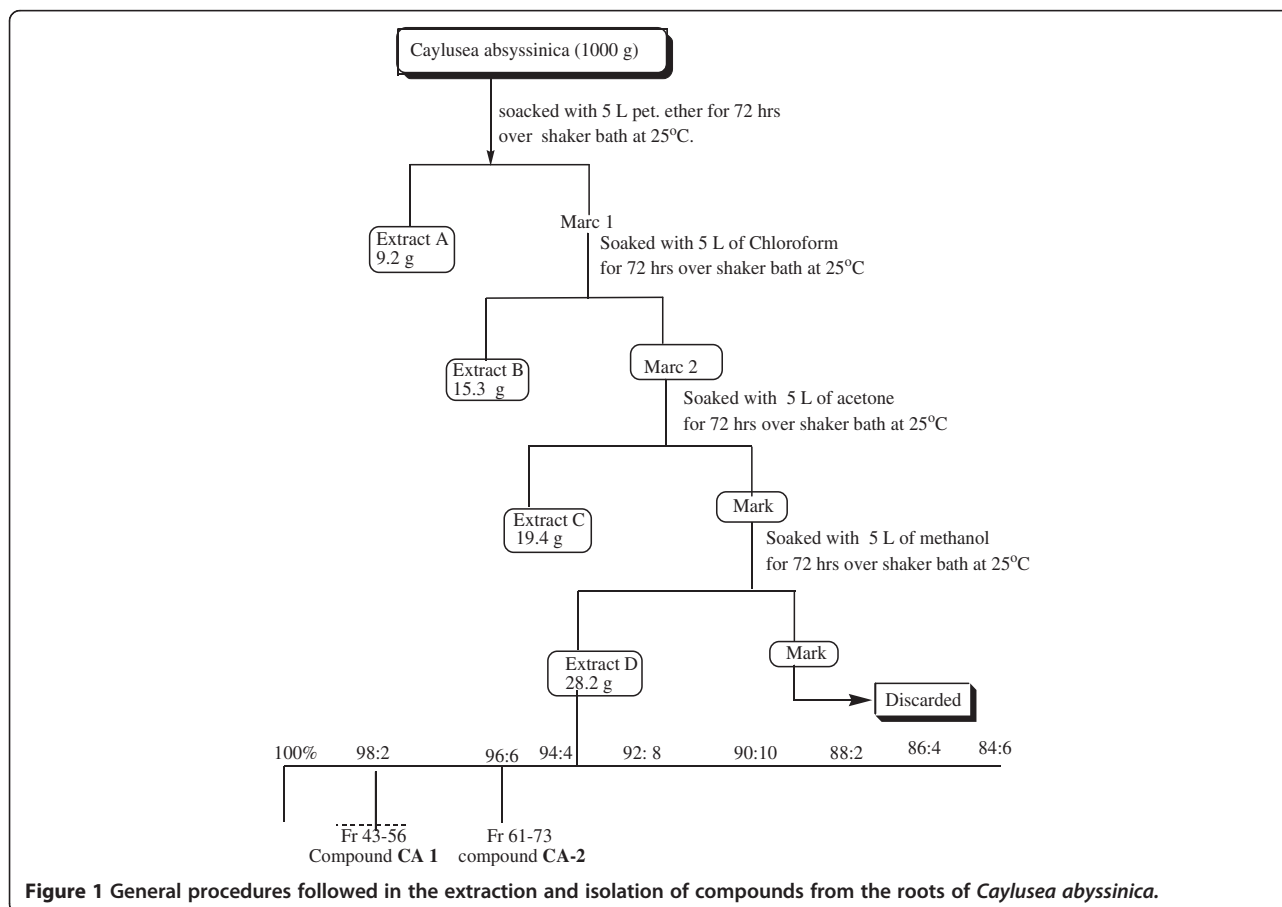 Caylusea absyssinica (1000 g)
soacked with 5 L pet. ether for 72 hrs
over shaker bath at 25°C.
Marc 1
Extract A
9.2 g
Soaked with 5 L of Chloroform
for 72 hrs over shaker bath at 25°C
Extract B
15.3 g
Marc 2
Soaked with 5 L of acetone
for 72 hrs over shaker bath at 25°C
Extract C
19.4 g
Mark
Soaked with 5 L of methanol
for 72 hrs over shaker bath at 25°C
Extract D
28.2 g
Mark
Discarded
100% 98:2 96:6 94:4 92: 8 90:10 88:2 86:4 84:6
Fr 43-56
Compound CA 1
Fr 61-73
compound CA-2
Figure 1 General procedures followed in the extraction and isolation of compounds from the roots of Caylusea abyssinica.